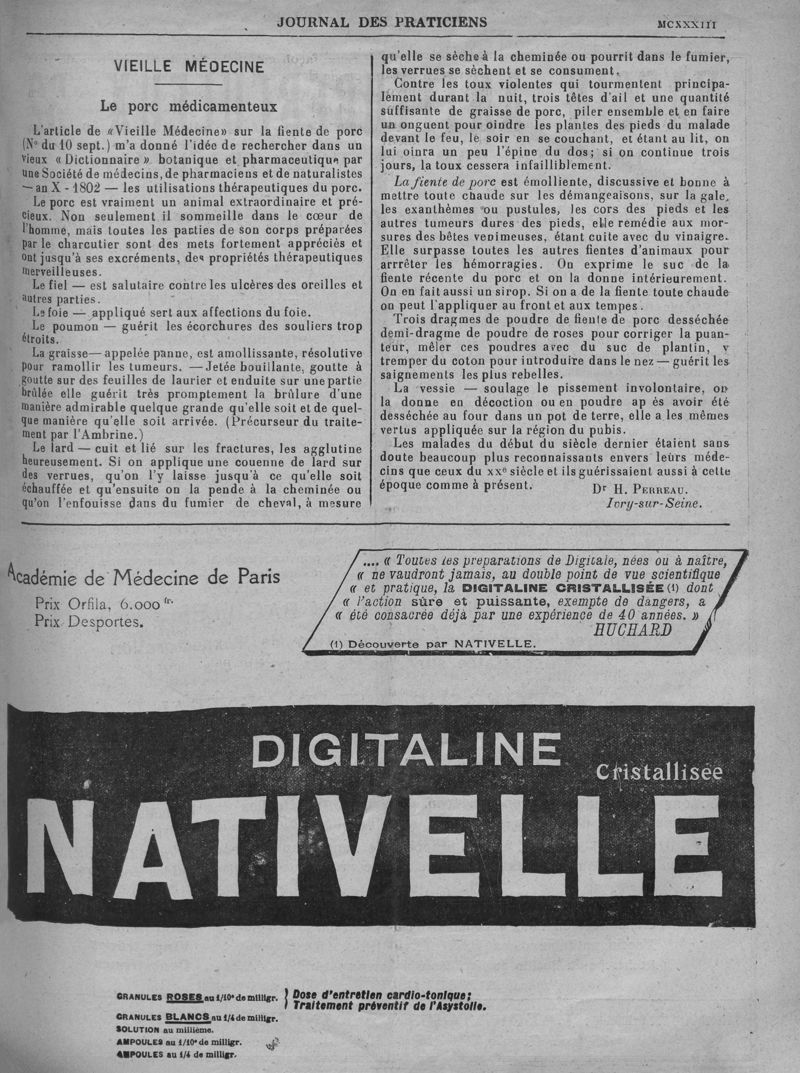 JOURNAL DES PRATICIENS
MCXXXIII
VIEILLE MÉDECINE
Le porc médicamenteux
L'article de «Vieille Médecine» sur la fiente de porc
(N° du 10 sept.) m'a donné l'idée de rechercher dans un
vieux « Dictionnaire » botanique et pharmaceutique par
une Société de médecins, de pharmaciens et de naturalistes
— an X - 1802 — les utilisations thérapeutiques du porc.
Le porc est vraiment un animal extraordinaire et pré-
cieux. Non seulement il sommeille dans le cœur de
l'homme, mais toutes les parties de son corps préparées
par le charcutier sont des mets fortement appréciés et
ont jusqu'à ses excréments, des propriétés thérapeutiques
merveilleuses.
Le fiel — est salutaire contre les ulcères des oreilles et
autres parties.
Le foie — appliqué sert aux affections du foie.
Le poumon — guérit les écorchures des souliers trop
étroits.
La graisse — appelée panne, est amollissante, résolutive
pour ramollir les tumeurs. — Jetée bouillante, goutte à
goutte sur des feuilles de laurier et enduite sur une partie
brûlée elle guérit très promptement la brûlure d'une
manière admirable quelque grande qu'elle soit et de quel-
que manière qu'elle soit arrivée. (Précurseur du traite-
ment par l'Ambrine.)
Le lard — cuit et lié sur les fractures, les agglutine
heureusement. Si on applique une couenne de lard sur
des verrues, qu'on l'y laisse jusqu'à ce qu'elle soit
échauffée et qu'ensuite on la pende à la cheminée ou
qu'on l'enfouisse dans du fumier de cheval, à mesure
qu'elle se sèche à la cheminée ou pourrit dans le fumier,
les verrues se sèchent et se consument.
Contre les toux violentes qui tourmentent principa-
lement durant la nuit, trois têtes d'ail et une quantité
suffisante de graisse de porc, piler ensemble et en faire
un onguent pour oindre les plantes des pieds du malade
devant le feu, le soir en se couchant, et étant au lit, on
lui oinra un peu l'épine du dos ; si on continue trois
jours, la toux cessera infailliblement.
La fiente de porc est émolliente, discussive et bonne à
mettre toute chaude sur les démangeaisons, sur la gale,
les exanthèmes ou pustules, les cors des pieds et les
autres tumeurs dures des pieds, elle remédie aux mor-
sures des bêtes venimeuses, étant cuite avec du vinaigre.
Elle surpasse toutes les autres fientes d'animaux pour
arrrêter les hémorragies. On exprime le suc de la
fiente récente du porc et on la donne intérieurement.
On en fait aussi un sirop. Si on a de la fiente toute chaude
on peut l'appliquer au front et aux tempes.
Trois dragmes de poudre de fiente de porc desséchée
demi-dragme de poudre de roses pour corriger la puan-
teur, mêler ces poudres avec du suc de plantin, y
tremper du coton pour introduire dans le nez — guérit les
saignements les plus rebelles.
La vessie — soulage le pissement involontaire, on
la donne en décoction ou en poudre ap ès avoir été
desséchée au four dans un pot de terre, elle a les mêmes
vertus appliquée sur la région du pubis.
Les malades du début du siècle dernier étaient sans
doute beaucoup plus reconnaissants envers leurs méde-
cins que ceux du XXe siècle et ils guérissaient aussi à cette
époque comme à présent.
Dr H. PERREAU.
Ivry-sur-Seine.
Académie de Médecine de Paris
Prix Orfila, 6.000 fr.
Prix Desportes.
.... « Toutes les preparations de Digitale, nées ou à naître,
« ne vaudront jamais, au double point de vue scientifique
« et pratique, la DIGITALINE CRISTALLISÉE (1) dont
« l'action sûre et puissante, exempte de dangers, a
« été consacrée déjà par une expérience de 40 années. »
HUCHARD
(1) Découverte par NATIVELLE.
DIGITALINE
Cristallisée
NATIVELLE
GRANULES ROSES au 1/10e de milligr. } Dose d'entretien cardio-tonique;
Traitement préventif de l'Asystolie.
GRANULES BLANCS au 1/4 de milligr.
SOLUTION au millième.
AMPOULES au 1/10e de milligr.
AMPOULES au 1/4 de milligr.